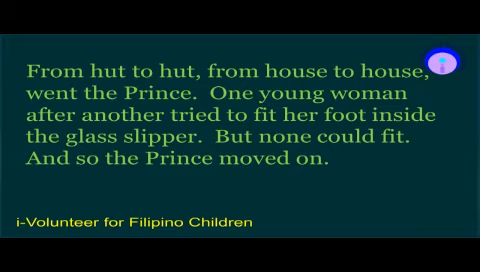 From hut to hut, from house to house,
went the Prince.  One young woman
after another tried to fit her foot inside
the glass slipper.  But none could fit.
And so the Prince moved on.
i-Volunteer for Filipino Children